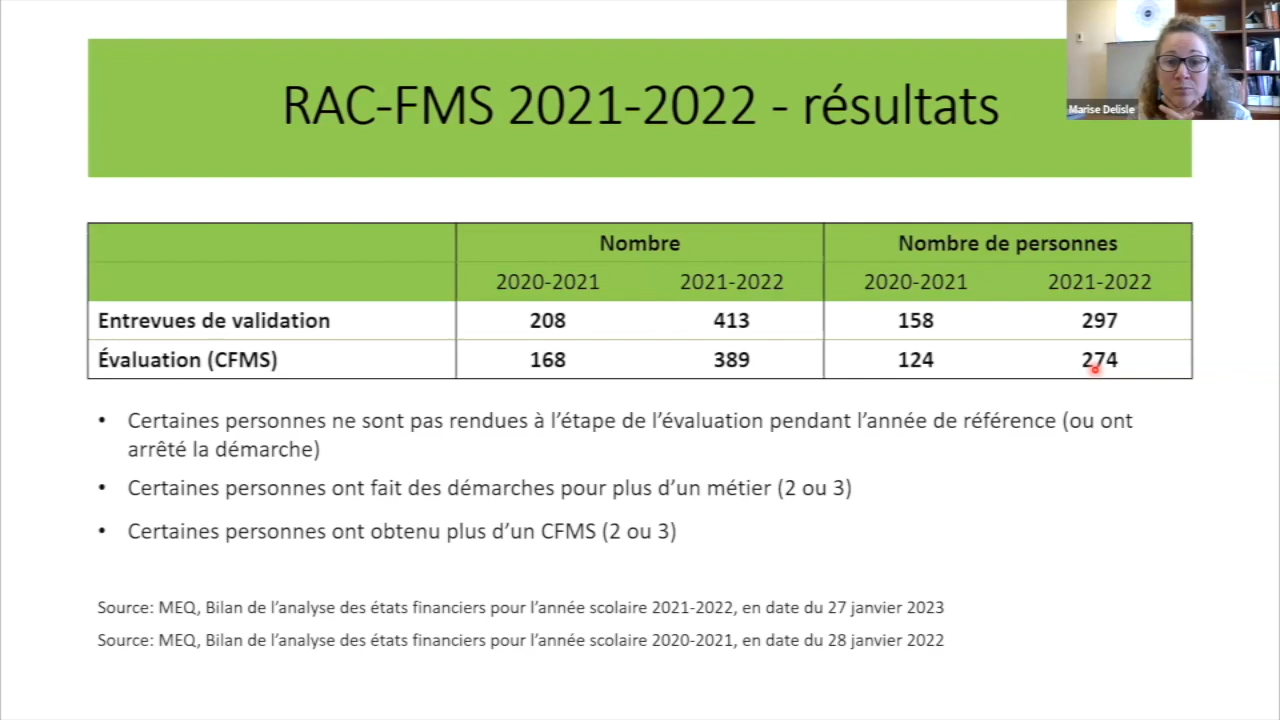 RAC-FMS 2021-2022 - résultats
Marise Delisle
Nombre Nombre de personnes
2020-2021 2021-2022 2020-2021 2021-2022
Entrevues de validation 208 413 158 297
Évaluation (CFMS) 168 389 124 274
• Certaines personnes ne sont pas rendues à l'étape de l'évaluation pendant l'année de référence (ou ont
arrêté la démarche)
• Certaines personnes ont fait des démarches pour plus d'un métier (2 ou 3)
• Certaines personnes ont obtenu plus d'un CFMS (2 ou 3)
Source: MEQ, Bilan de l'analyse des états financiers pour l'année scolaire 2021-2022, en date du 27 janvier 2023
Source: MEQ, Bilan de l'analyse des états financiers pour l'année scolaire 2020-2021, en date du 28 janvier 2022